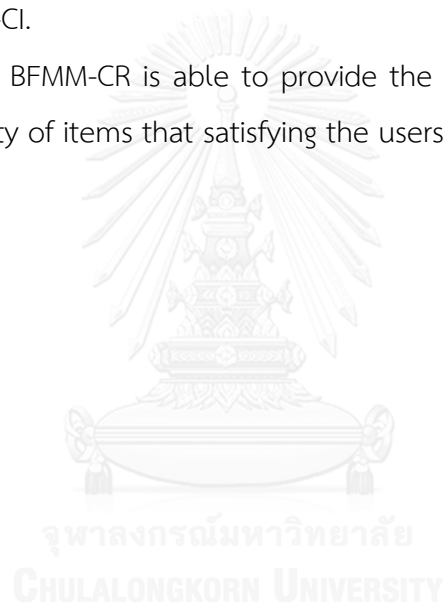 -CI.
BFMM-CR is able to provide the
ty of items that satisfying the users
จุฬาลงกรณ์มหาวิทยาลัย
CHULALONGKORN UNIVERSITY